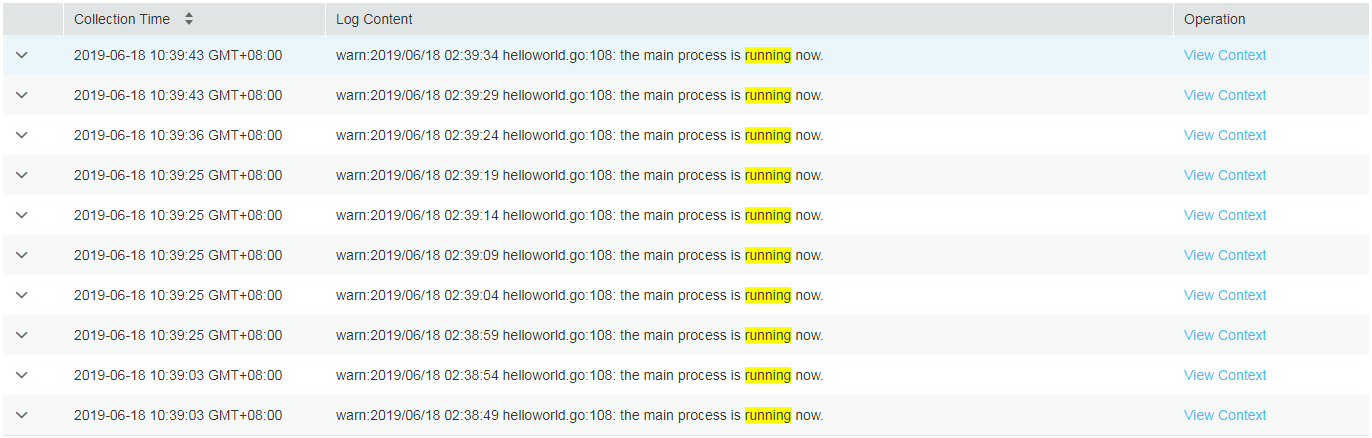 Collection Time Log Content Operation
2019-06-18 10:39:43 GMT+08:00 warn:2019/06/18 02:39:34 helloworld.go:108: the main process is running now. View Context
2019-06-18 10:39:43 GMT+08:00 warn:2019/06/18 02:39:29 helloworld.go:108: the main process is running now. View Context
2019-06-18 10:39:36 GMT+08:00 warn:2019/06/18 02:39:24 helloworld.go:108: the main process is running now. View Context
2019-06-18 10:39:25 GMT+08:00 warn:2019/06/18 02:39:19 helloworld.go:108: the main process is running now. View Context
2019-06-18 10:39:25 GMT+08:00 warn:2019/06/18 02:39:14 helloworld.go:108: the main process is running now. View Context
2019-06-18 10:39:25 GMT+08:00 warn:2019/06/18 02:39:09 helloworld.go:108: the main process is running now. View Context
2019-06-18 10:39:25 GMT+08:00 warn:2019/06/18 02:39:04 helloworld.go:108: the main process is running now. View Context
2019-06-18 10:39:25 GMT+08:00 warn:2019/06/18 02:38:59 helloworld.go:108: the main process is running now. View Context
2019-06-18 10:39:03 GMT+08:00 warn:2019/06/18 02:38:54 helloworld.go:108: the main process is running now. View Context
2019-06-18 10:39:03 GMT+08:00 warn:2019/06/18 02:38:49 helloworld.go:108: the main process is running now. View Context